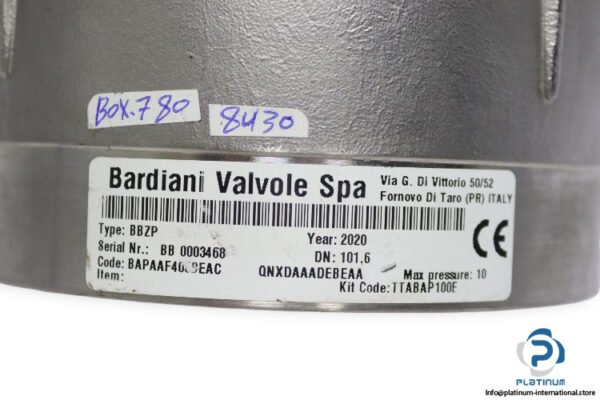 BOX.780
8430
Bardiani Valvole Spa
Via G. Di Vittorio 50/52
Fornovo Di Taro (PR) ITALY
Type: BBZP
Year: 2020
CE
Serial Nr.: BB 0003468
DN: 101,6
Code:
QNXDAAADEBEAA
Max pressure: 10
Item:
Kit Code: TTABAP100E
PLATINUM
info@platinum-international.store